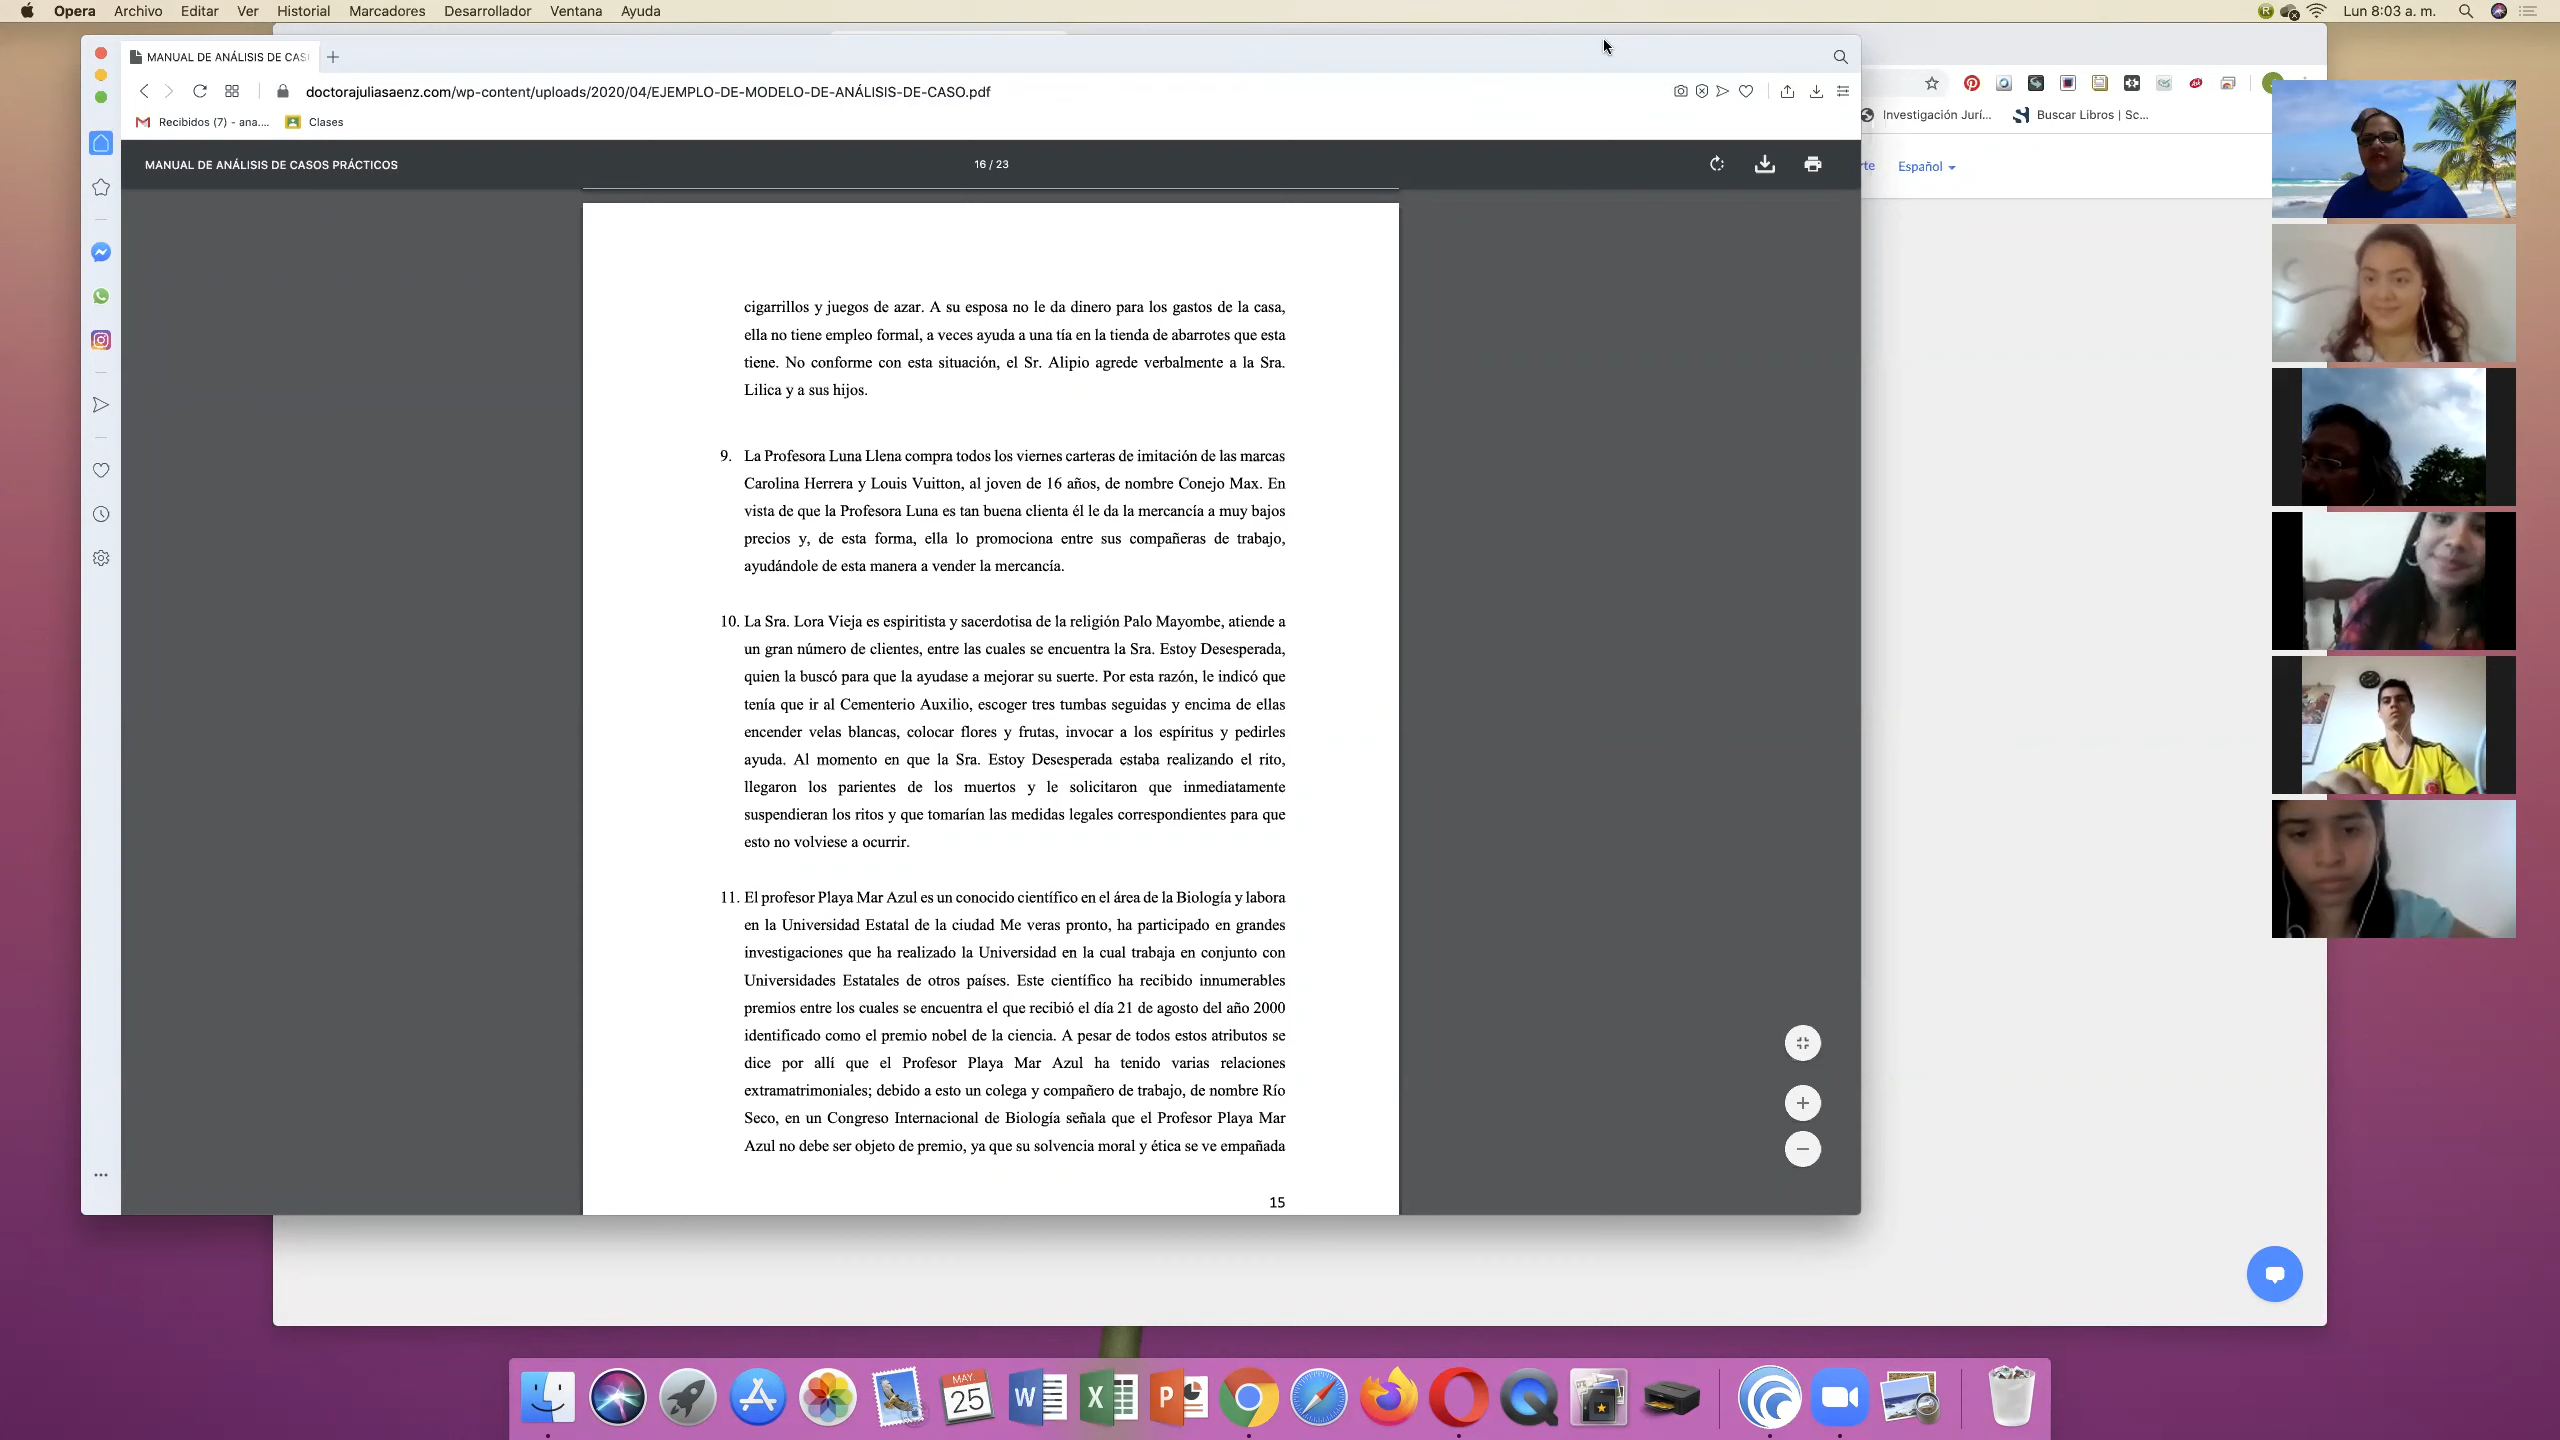 Opera Archivo Editar Ver Historial Marcadores Desarrollador Ventana Ayuda
Lun 8:03 a. m.
MANUAL DE ANÁLISIS DE CAS
doctorajuliasaenz.com/wp-content/uploads/2020/04/EJEMPLO-DE-MODELO-DE-ANÁLISIS-DE-CASO.pdf
Recibidos (7) - ana.... Clases
Investigación Jurí... Buscar Libros | Sc...
MANUAL DE ANÁLISIS DE CASOS PRÁCTICOS
16 / 23
rte Español
cigarrillos y juegos de azar. A su esposa no le da dinero para los gastos de la casa,
ella no tiene empleo formal, a veces ayuda a una tía en la tienda de abarrotes que esta
tiene. No conforme con esta situación, el Sr. Alipio agrede verbalmente a la Sra.
Lilica y a sus hijos.
9. La Profesora Luna Llena compra todos los viernes carteras de imitación de las marcas
Carolina Herrera y Louis Vuitton, al joven de 16 años, de nombre Conejo Max. En
vista de que la Profesora Luna es tan buena clienta él le da la mercancía a muy bajos
precios y, de esta forma, ella lo promociona entre sus compañeras de trabajo,
ayudándole de esta manera a vender la mercancía.
10. La Sra. Lora Vieja es espiritista y sacerdotisa de la religión Palo Mayombe, atiende a
un gran número de clientes, entre las cuales se encuentra la Sra. Estoy Desesperada,
quien la buscó para que la ayudase a mejorar su suerte. Por esta razón, le indicó que
tenía que ir al Cementerio Auxilio, escoger tres tumbas seguidas y encima de ellas
encender velas blancas, colocar flores y frutas, invocar a los espíritus y pedirles
ayuda. Al momento en que la Sra. Estoy Desesperada estaba realizando el rito,
llegaron los parientes de los muertos y le solicitaron que inmediatamente
suspendieran los ritos y que tomarían las medidas legales correspondientes para que
esto no volviese a ocurrir.
11. El profesor Playa Mar Azul es un conocido científico en el área de la Biología y labora
en la Universidad Estatal de la ciudad Me veras pronto, ha participado en grandes
investigaciones que ha realizado la Universidad en la cual trabaja en conjunto con
Universidades Estatales de otros países. Este científico ha recibido innumerables
premios entre los cuales se encuentra el que recibió el día 21 de agosto del año 2000
identificado como el premio nobel de la ciencia. A pesar de todos estos atributos se
dice por allí que el Profesor Playa Mar Azul ha tenido varias relaciones
extramatrimoniales; debido a esto un colega y compañero de trabajo, de nombre Río
Seco, en un Congreso Internacional de Biología señala que el Profesor Playa Mar
Azul no debe ser objeto de premio, ya que su solvencia moral y ética se ve empañada
15
MAY.
25
W
X
P